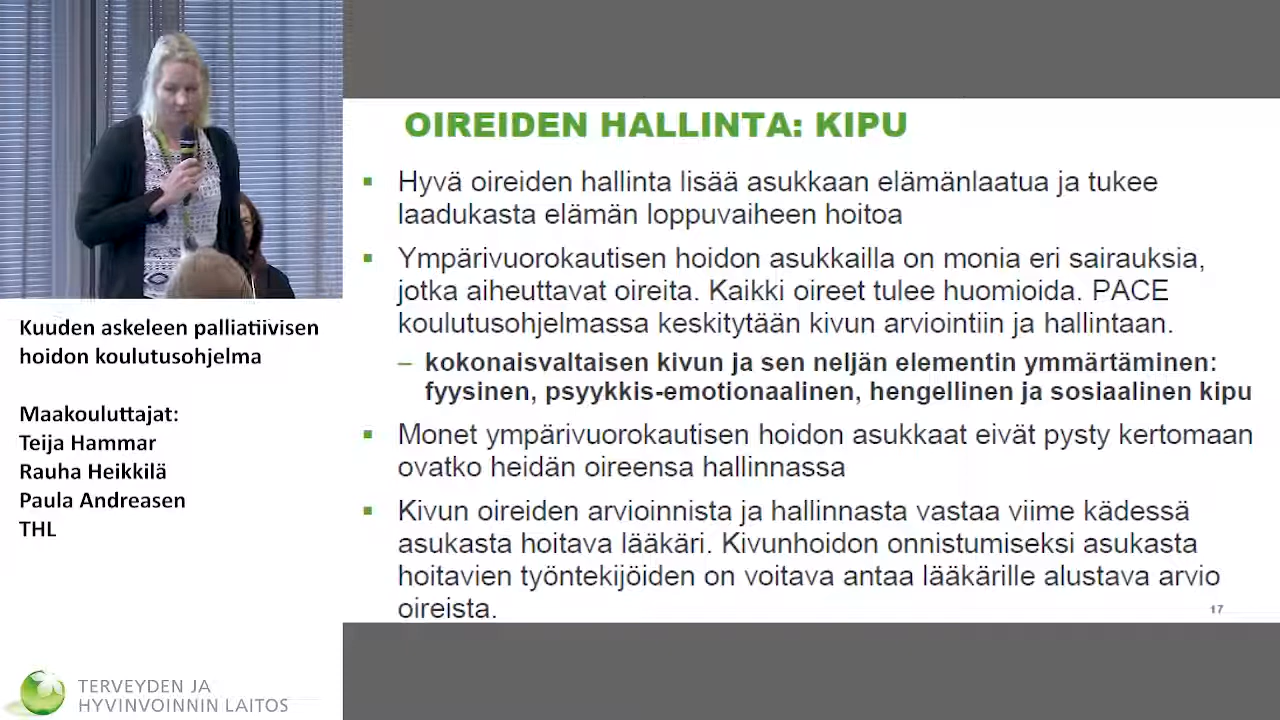 OIREIDEN HALLINTA: KIPU
▪ Hyvä oireiden hallinta lisää asukkaan elämänlaatua ja tukee
laadukasta elämän loppuvaiheen hoitoa
▪ Ympärivuorokautisen hoidon asukkailla on monia eri sairauksia,
jotka aiheuttavat oireita. Kaikki oireet tulee huomioida. PACE
koulutusohjelmassa keskitytään kivun arviointiin ja hallintaan.
– kokonaisvaltaisen kivun ja sen neljän elementin ymmärtäminen:
fyysinen, psyykkis-emotionaalinen, hengellinen ja sosiaalinen kipu
▪ Monet ympärivuorokautisen hoidon asukkaat eivät pysty kertomaan
ovatko heidän oireensa hallinnassa
▪ Kivun oireiden arvioinnista ja hallinnasta vastaa viime kädessä
asukasta hoitava lääkäri. Kivunhoidon onnistumiseksi asukasta
hoitavien työntekijöiden on voitava antaa lääkärille alustava arvio
oireista.
17
Kuuden askeleen palliatiivisen
hoidon koulutusohjelma
Maakouluttajat:
Teija Hammar
Rauha Heikkilä
Paula Andreasen
THL
TERVEYDEN JA
HYVINVOINNIN LAITOS